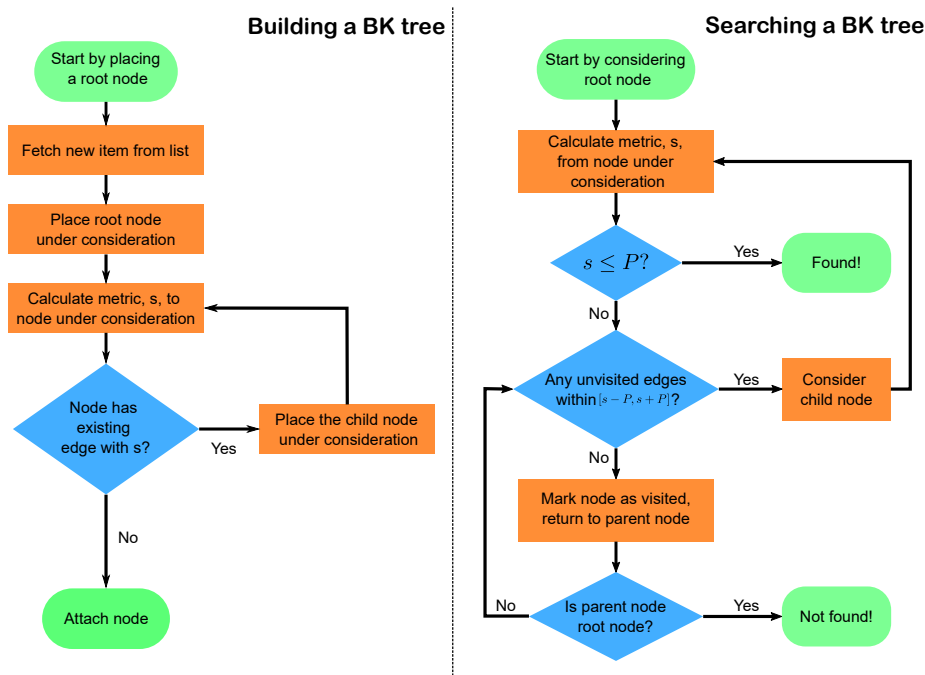 Building a BK tree
Start by placing
a root node
Fetch new item from list
Place root node
under consideration
Calculate metric, s, to
node under consideration
Node has
existing
edge with s?
Yes
Place the child node
under consideration
No
Attach node
Searching a BK tree
Start by considering
root node
Calculate metric, s,
from node under
consideration
s ≤ P?
Yes
Found!
No
Any unvisited edges
within [s − P, s + P]?
Yes
Consider
child node
No
Mark node as visited,
return to parent node
Is parent node
root node?
No
Yes
Not found!